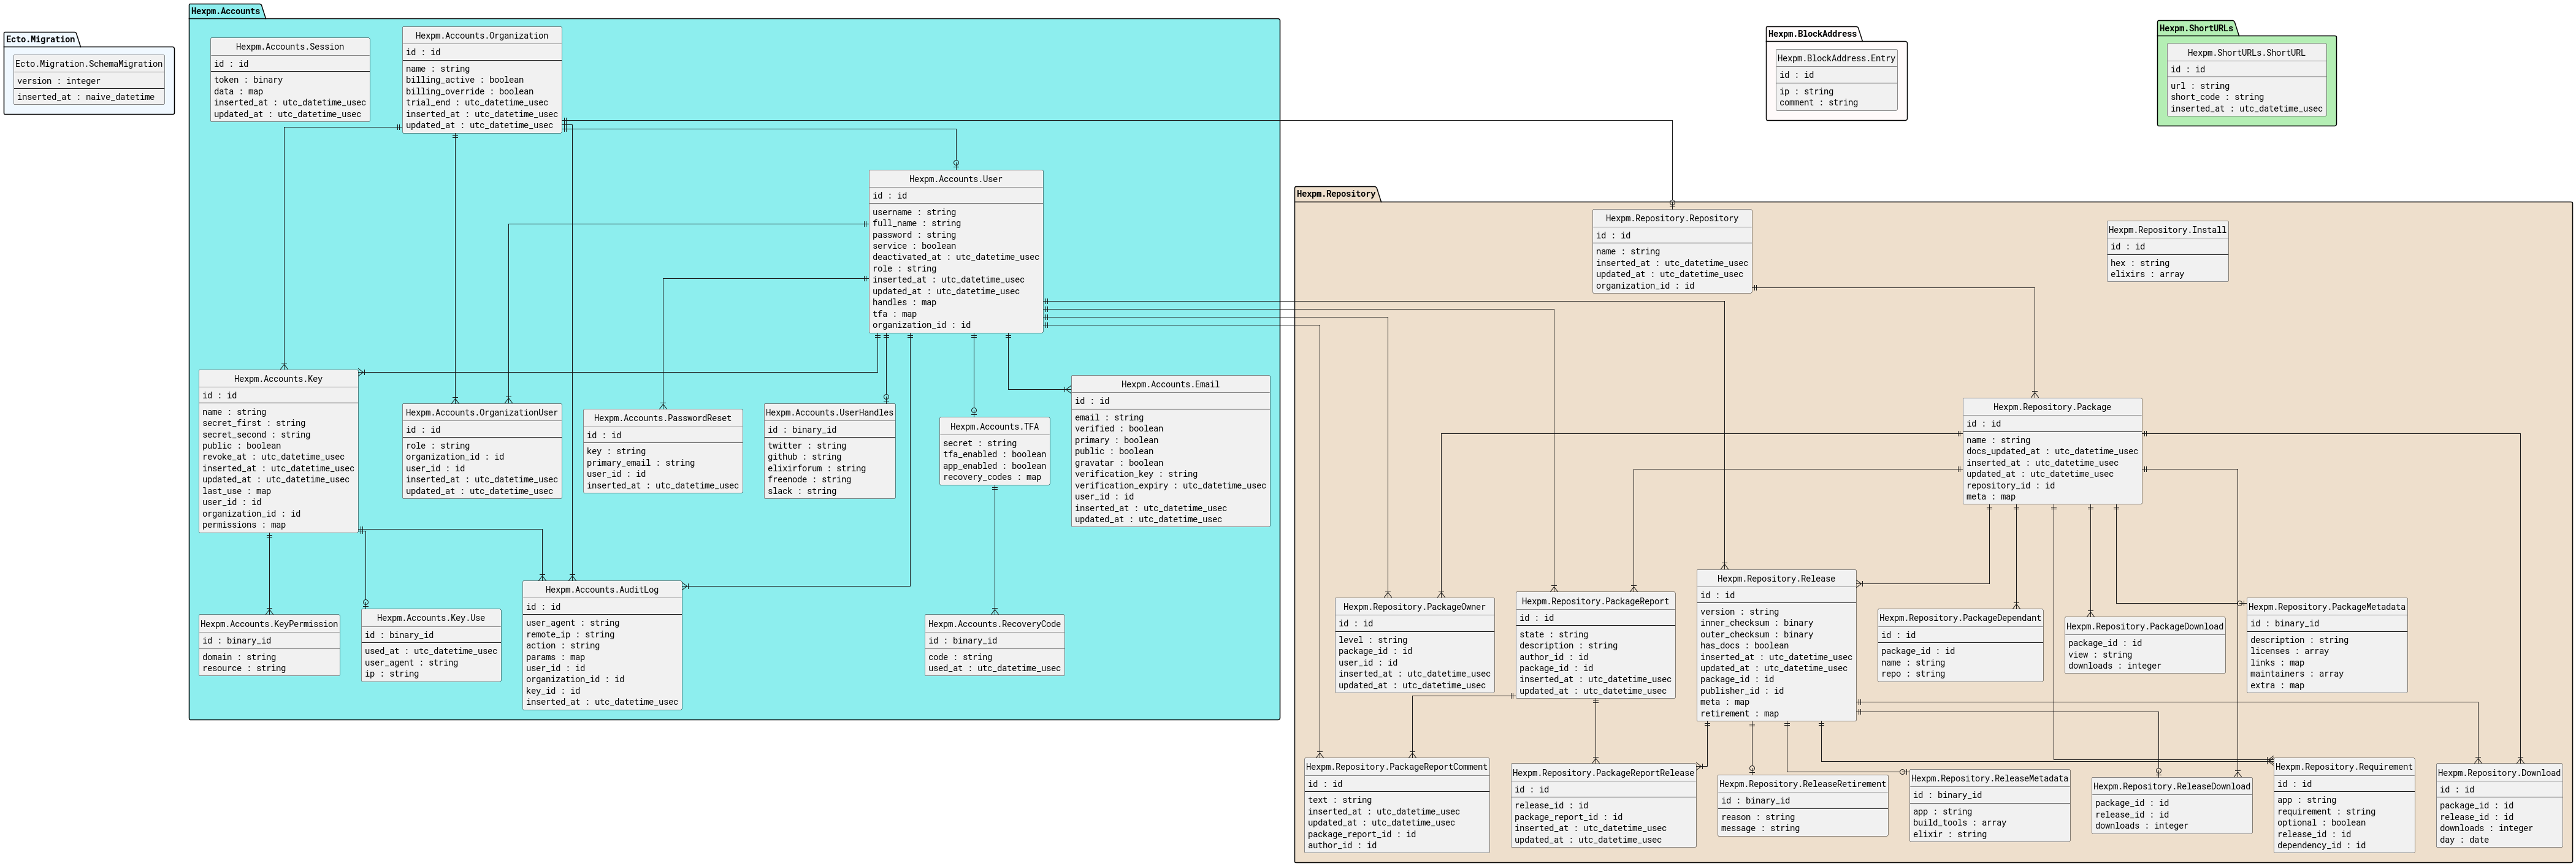 Ecto.Migration
Ecto.Migration.SchemaMigration
version : integer
inserted_at : naive_datetime
Hexpm.Accounts
Hexpm.Accounts.Session
id : id
token : binary
data : map
inserted_at : utc_datetime_usec
updated_at : utc_datetime_usec
Hexpm.Accounts.Organization
id : id
name : string
billing_active : boolean
billing_override : boolean
trial_end : utc_datetime_usec
inserted_at : utc_datetime_usec
updated_at : utc_datetime_usec
Hexpm.Accounts.User
id : id
username : string
full_name : string
password : string
service : boolean
deactivated_at : utc_datetime_usec
role : string
inserted_at : utc_datetime_usec
updated_at : utc_datetime_usec
handles : map
tfa : map
organization_id : id
Hexpm.Accounts.Key
id : id
name : string
secret_first : string
secret_second : string
public : boolean
revoke_at : utc_datetime_usec
inserted_at : utc_datetime_usec
updated_at : utc_datetime_usec
last_use : map
user_id : id
organization_id : id
permissions : map
Hexpm.Accounts.OrganizationUser
id : id
role : string
organization_id : id
user_id : id
inserted_at : utc_datetime_usec
updated_at : utc_datetime_usec
Hexpm.Accounts.PasswordReset
id : id
key : string
primary_email : string
user_id : id
inserted_at : utc_datetime_usec
Hexpm.Accounts.UserHandles
id : binary_id
twitter : string
github : string
elixirforum : string
freenode : string
slack : string
Hexpm.Accounts.TFA
secret : string
tfa_enabled : boolean
app_enabled : boolean
recovery_codes : map
Hexpm.Accounts.Email
id : id
email : string
verified : boolean
primary : boolean
public : boolean
gravatar : boolean
verification_key : string
verification_expiry : utc_datetime_usec
user_id : id
inserted_at : utc_datetime_usec
updated_at : utc_datetime_usec
Hexpm.Accounts.KeyPermission
id : binary_id
domain : string
resource : string
Hexpm.Accounts.Key.Use
id : binary_id
used_at : utc_datetime_usec
user_agent : string
ip : string
Hexpm.Accounts.AuditLog
id : id
user_agent : string
remote_ip : string
action : string
params : map
user_id : id
organization_id : id
key_id : id
inserted_at : utc_datetime_usec
Hexpm.Accounts.RecoveryCode
id : binary_id
code : string
used_at : utc_datetime_usec
Hexpm.BlockAddress
Hexpm.BlockAddress.Entry
id : id
ip : string
comment : string
Hexpm.ShortURLs
Hexpm.ShortURLs.ShortURL
id : id
url : string
short_code : string
inserted_at : utc_datetime_usec
Hexpm.Repository
Hexpm.Repository.Repository
id : id
name : string
inserted_at : utc_datetime_usec
updated_at : utc_datetime_usec
organization_id : id
Hexpm.Repository.Install
id : id
hex : string
elixirs : array
Hexpm.Repository.Package
id : id
name : string
docs_updated_at : utc_datetime_usec
inserted_at : utc_datetime_usec
updated_at : utc_datetime_usec
repository_id : id
meta : map
Hexpm.Repository.PackageOwner
id : id
level : string
package_id : id
user_id : id
inserted_at : utc_datetime_usec
updated_at : utc_datetime_usec
Hexpm.Repository.PackageReport
id : id
state : string
description : string
author_id : id
package_id : id
inserted_at : utc_datetime_usec
updated_at : utc_datetime_usec
Hexpm.Repository.Release
id : id
version : string
inner_checksum : binary
outer_checksum : binary
has_docs : boolean
inserted_at : utc_datetime_usec
updated_at : utc_datetime_usec
package_id : id
publisher_id : id
meta : map
retirement : map
Hexpm.Repository.PackageDependant
id : id
package_id : id
name : string
repo : string
Hexpm.Repository.PackageDownload
package_id : id
view : string
downloads : integer
Hexpm.Repository.PackageMetadata
id : binary_id
description : string
licenses : array
links : map
maintainers : array
extra : map
Hexpm.Repository.PackageReportComment
id : id
text : string
inserted_at : utc_datetime_usec
updated_at : utc_datetime_usec
package_report_id : id
author_id : id
Hexpm.Repository.PackageReportRelease
id : id
release_id : id
package_report_id : id
inserted_at : utc_datetime_usec
updated_at : utc_datetime_usec
Hexpm.Repository.ReleaseRetirement
id : binary_id
reason : string
message : string
Hexpm.Repository.ReleaseMetadata
id : binary_id
app : string
build_tools : array
elixir : string
Hexpm.Repository.ReleaseDownload
package_id : id
release_id : id
downloads : integer
Hexpm.Repository.Requirement
id : id
app : string
requirement : string
optional : boolean
release_id : id
dependency_id : id
Hexpm.Repository.Download
id : id
package_id : id
release_id : id
downloads : integer
day : date